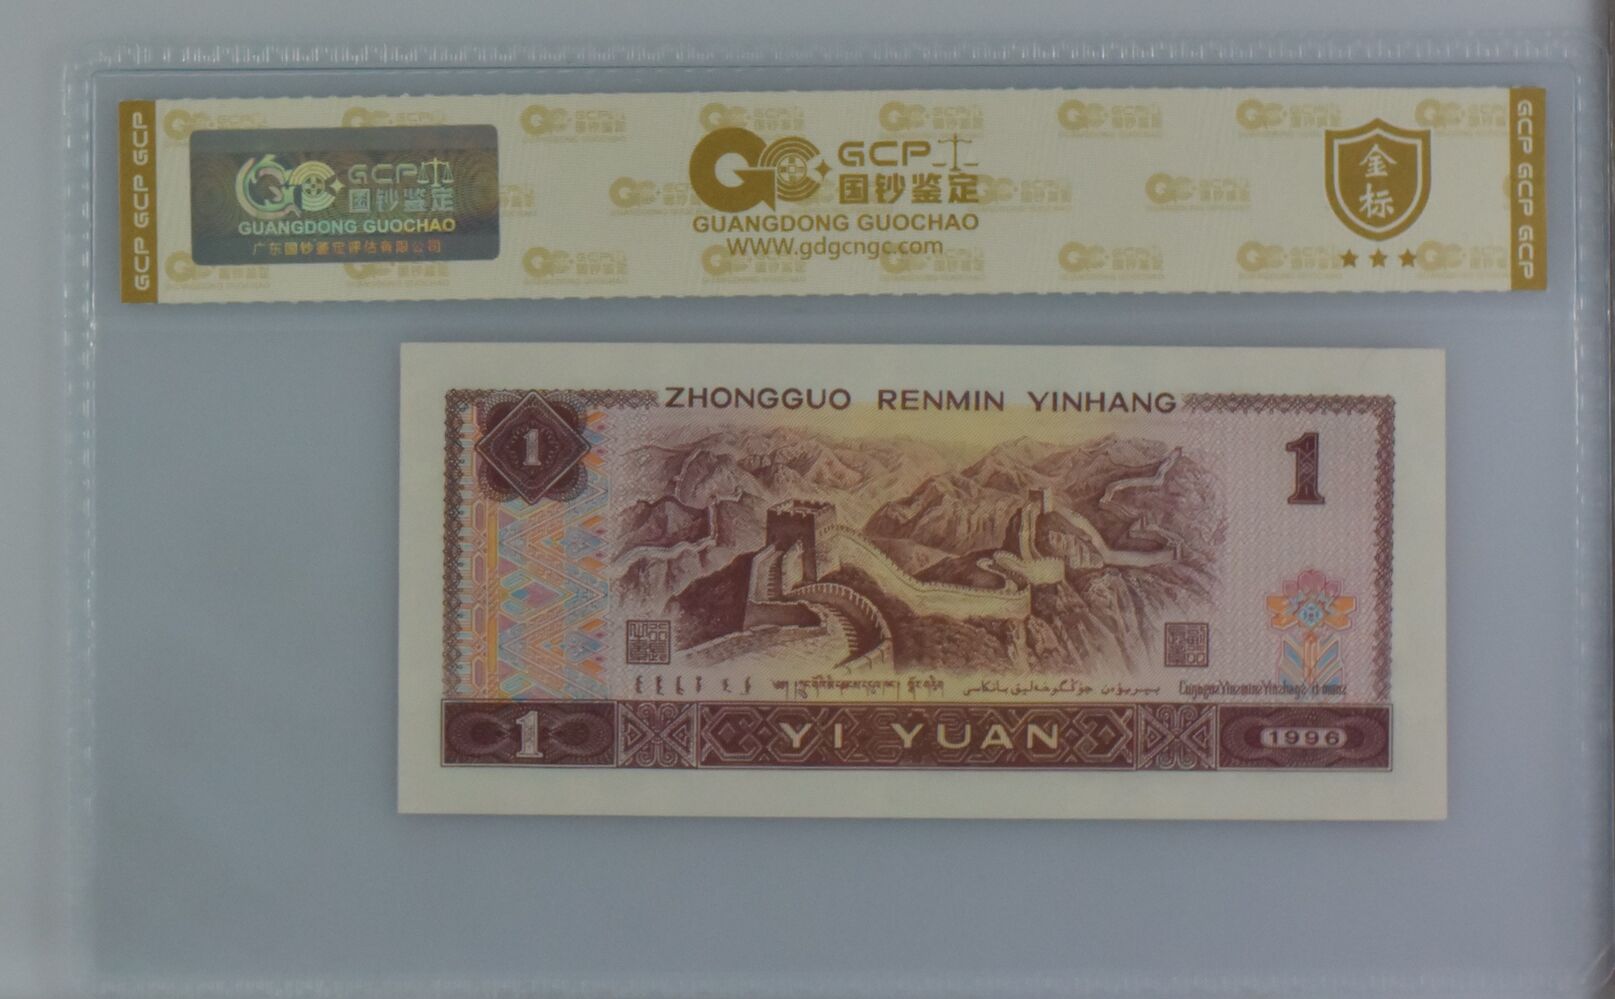 GCP GCP GCP
GCP
国钞鉴定
GUANGDONG GUOCHAO
广东国钞鉴定评估有限公司
GCP
国钞鉴定
GUANGDONG GUOCHAO
WWW.gdgcngc.com
金
标
GCP GCP GCP
ZHONGGUO RENMIN YINHANG
1
1
1
YI YUAN
1996